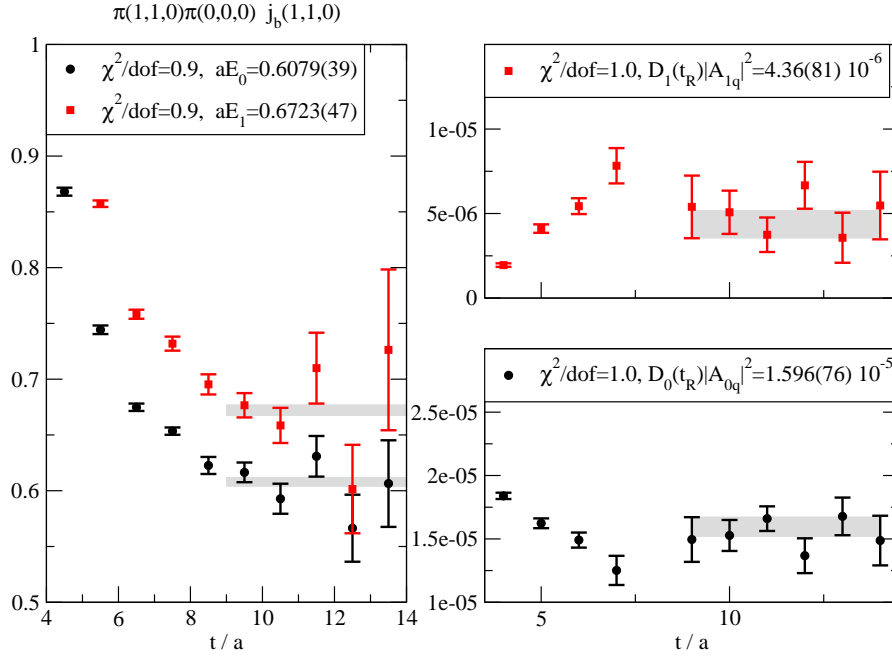 π(1,1,0)π(0,0,0) j_b(1,1,0)
χ²/dof=0.9, aE₀=0.6079(39)
χ²/dof=0.9, aE₁=0.6723(47)
1
0.9
0.8
0.7
0.6
0.5
4
6
8
10
12
14
t / a
χ²/dof=1.0, D₁(t_R)|A₁q|²=4.36(81) 10⁻⁶
1e-05
5e-06
0
χ²/dof=1.0, D₀(t_R)|A₀q|²=1.596(76) 10⁻⁵
2.5e-05
2e-05
1.5e-05
1e-05
5
10
t / a